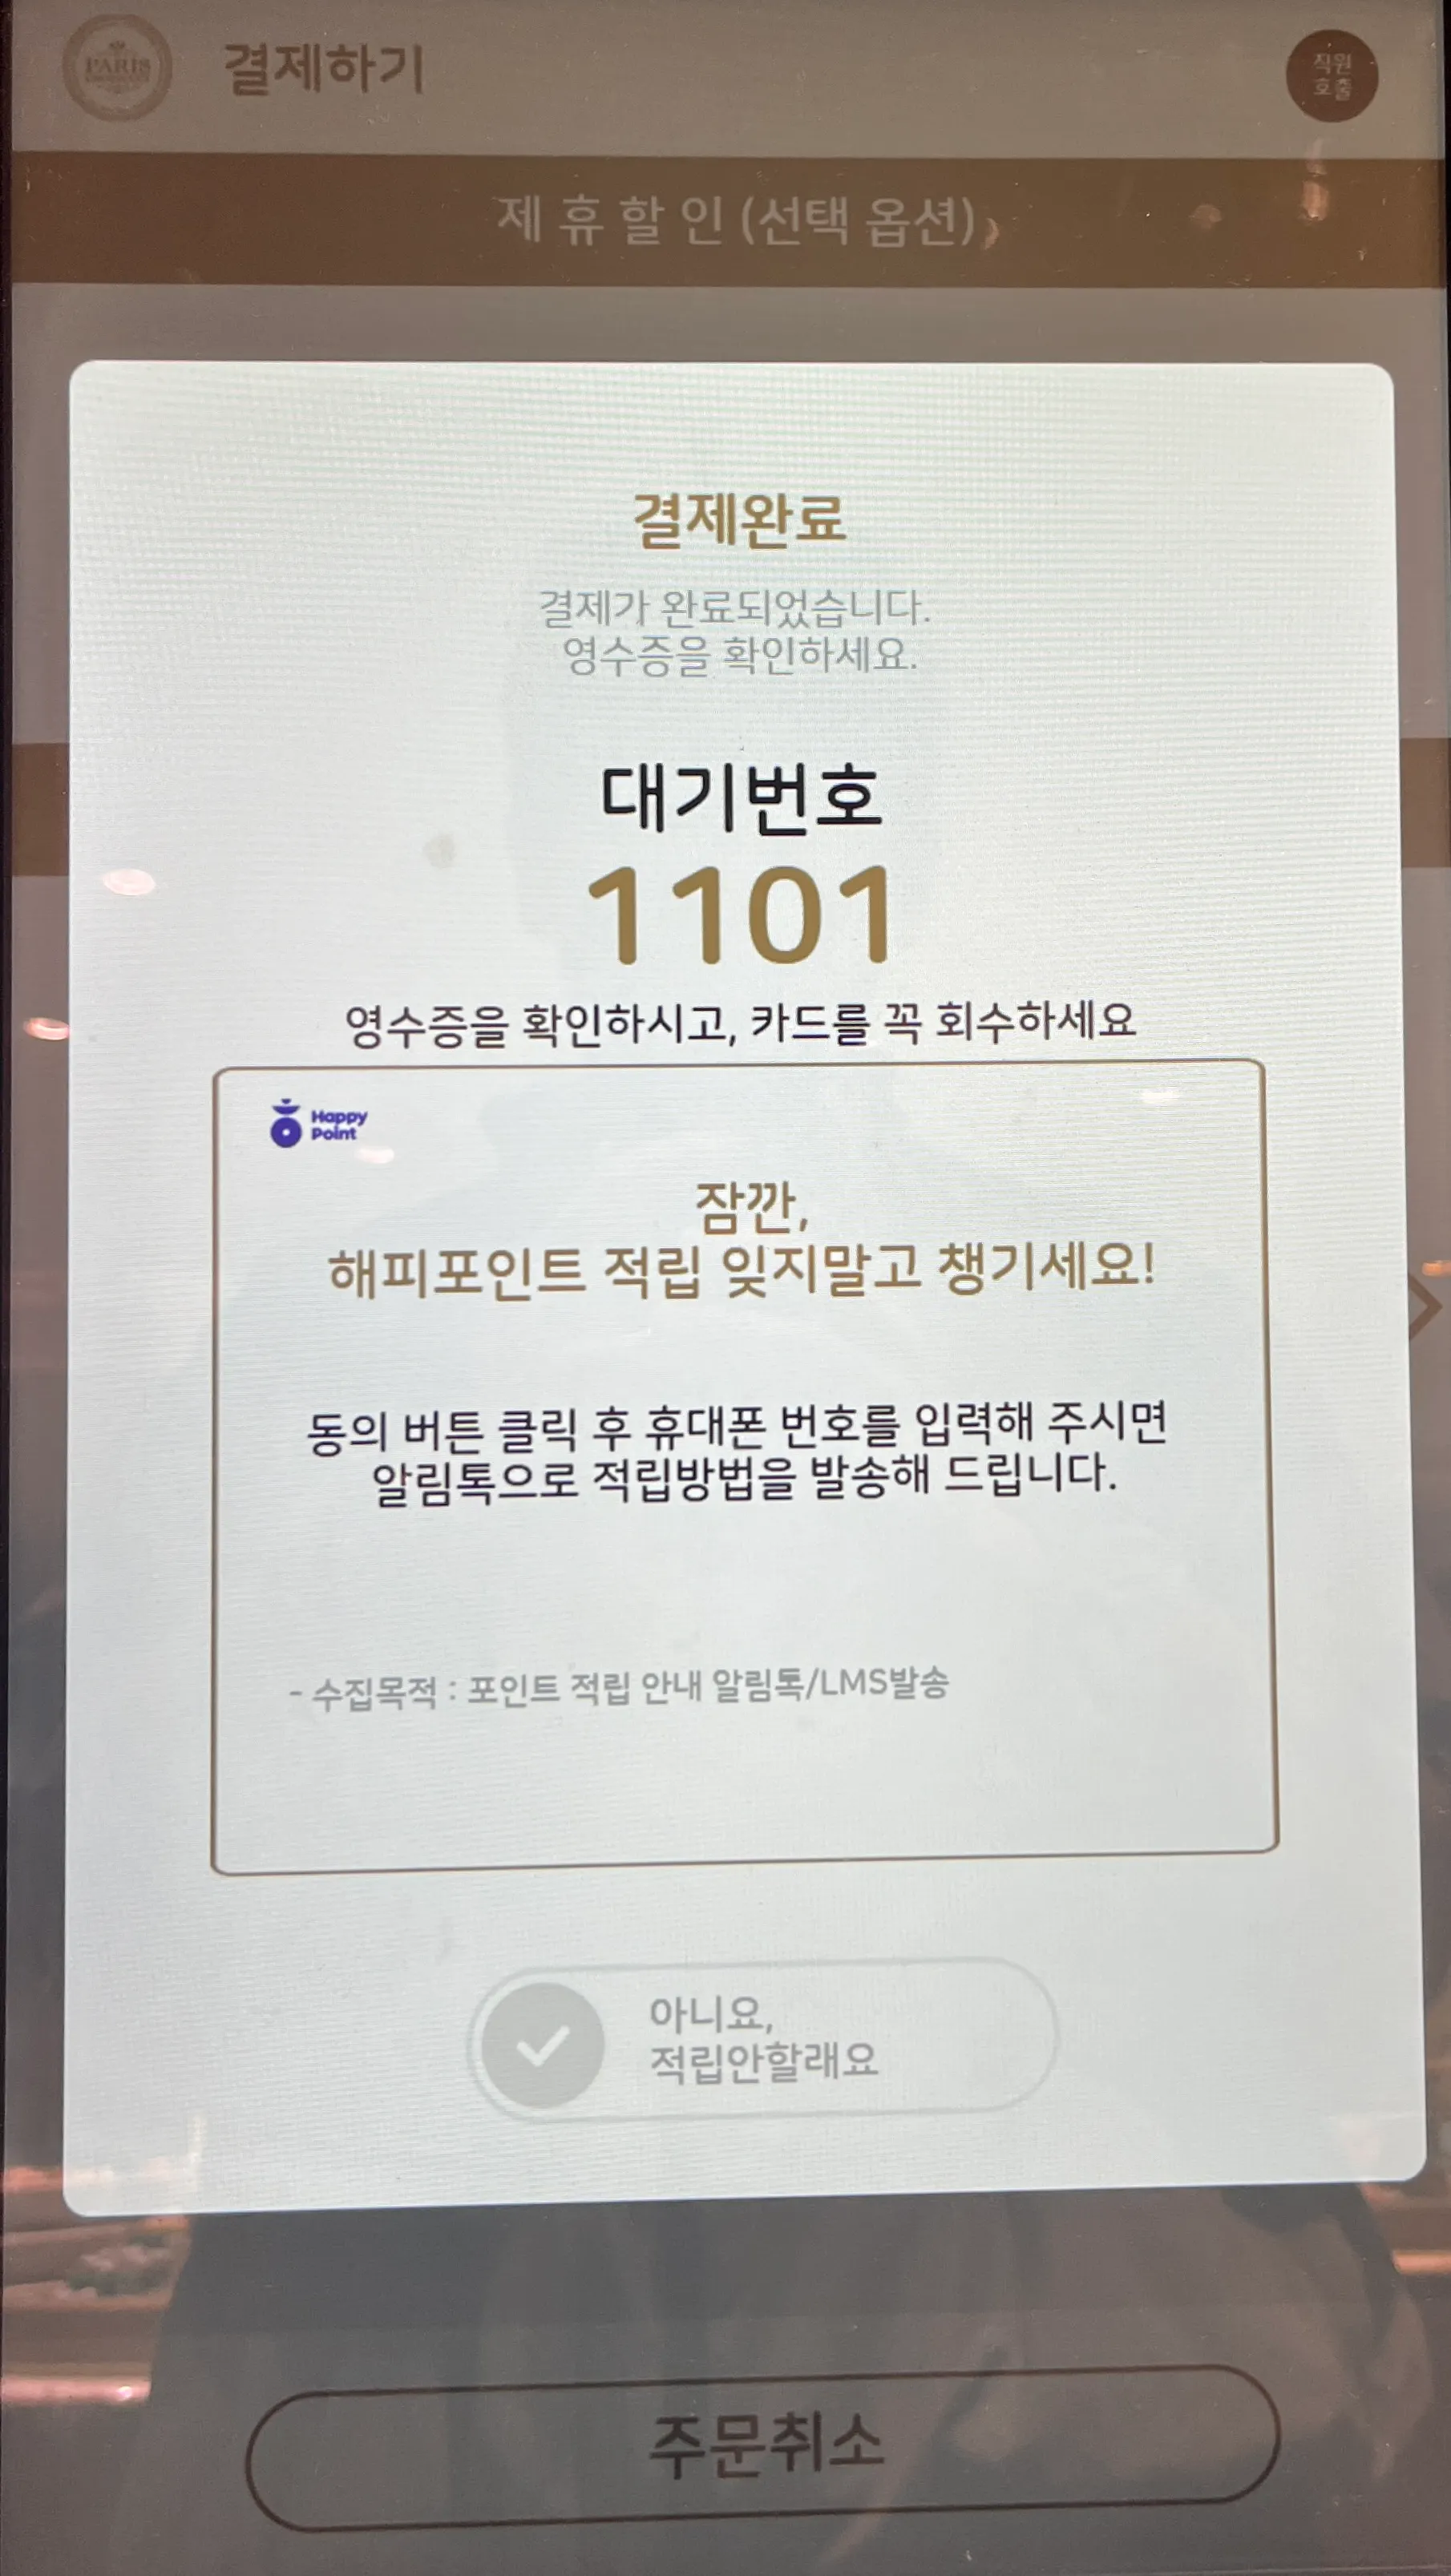 PARIS
결제하기
직원
호출
제 휴 할 인 (선택 옵션)
결제완료
결제가 완료되었습니다.
영수증을 확인하세요.
대기번호
1101
영수증을 확인하시고, 카드를 꼭 회수하세요
Happy
Point
잠깐,
해피포인트 적립 잊지말고 챙기세요!
동의 버튼 클릭 후 휴대폰 번호를 입력해 주시면
알림톡으로 적립방법을 발송해 드립니다.
- 수집목적 : 포인트 적립 안내 알림톡/LMS발송
아니요,
적립안할래요
주문취소